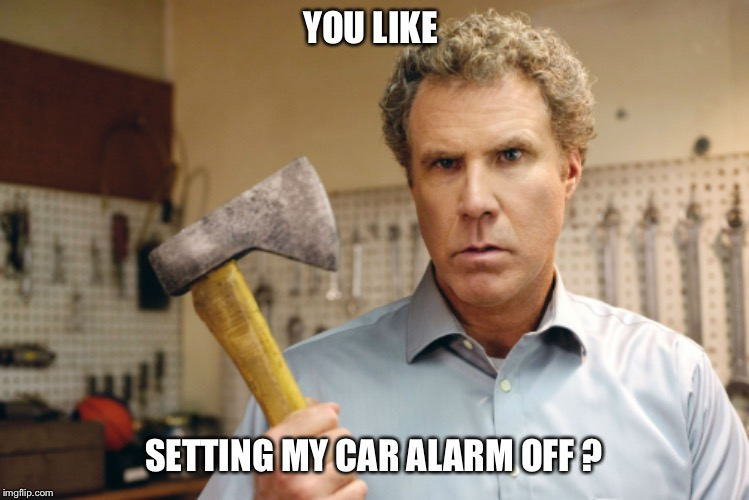 YOU LIKE
SETTING MY CAR ALARM OFF ?
imgflip.com